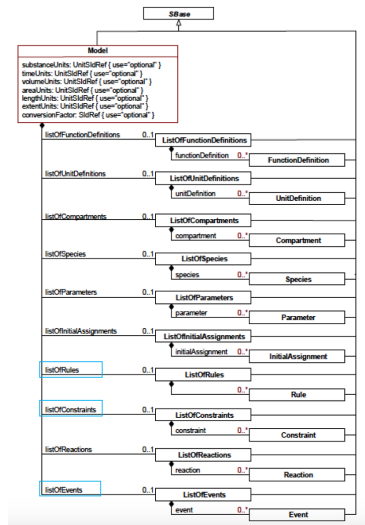 SBase
Model
substanceUnits: UnitSIdRef { use="optional" }
timeUnits: UnitSIdRef { use="optional" }
volumeUnits: UnitSIdRef { use="optional" }
areaUnits: UnitSIdRef { use="optional" }
lengthUnits: UnitSIdRef { use="optional" }
extentUnits: UnitSIdRef { use="optional" }
conversionFactor: SIdRef { use="optional" }
listOfFunctionDefinitions 0..1 ListOfFunctionDefinitions
functionDefinition 0..*
FunctionDefinition
listOfUnitDefinitions 0..1 ListOfUnitDefinitions
unitDefinition 0..*
UnitDefinition
listOfCompartments 0..1 ListOfCompartments
compartment 0..*
Compartment
listOfSpecies 0..1 ListOfSpecies
species 0..*
Species
listOfParameters 0..1 ListOfParameters
parameter 0..*
Parameter
listOfInitialAssignments 0..1 ListOfInitialAssignments
initialAssignment 0..*
InitialAssignment
listOfRules 0..1 ListOfRules
0..*
Rule
listOfConstraints 0..1 ListOfConstraints
constraint 0..*
Constraint
listOfReactions 0..1 ListOfReactions
reaction 0..*
Reaction
listOfEvents 0..1 ListOfEvents
event 0..*
Event